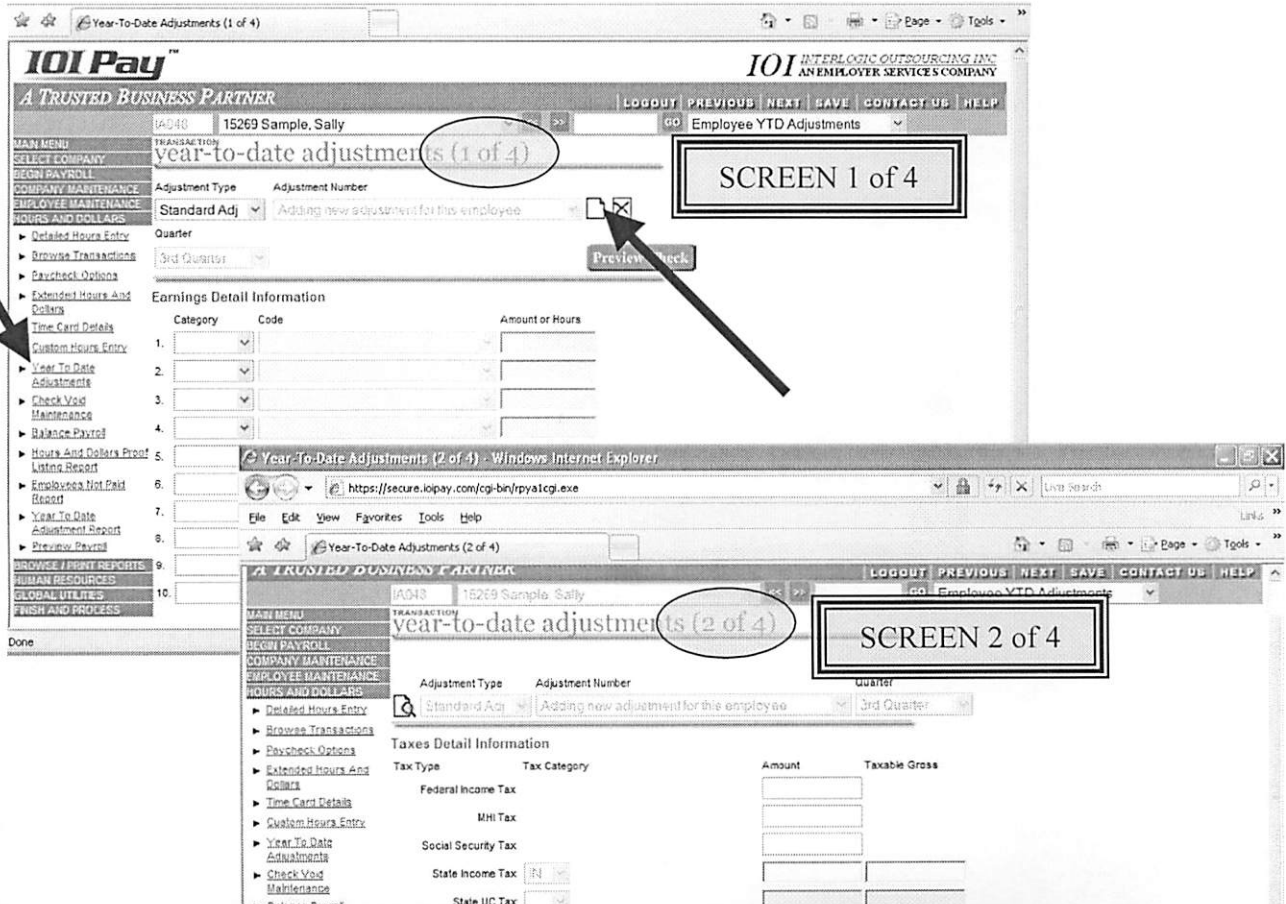 Year-To-Date Adjustments (1 of 4)
Page
Tools
IOI Pay™
IOI INTERLOGIC OUTSOURCING INC
AN EMPLOYER SERVICES COMPANY
A TRUSTED BUSINESS PARTNER
LOGOUT PREVIOUS NEXT SAVE CONTACT US HELP
IA048 15269 Sample, Sally << >> GO Employee YTD Adjustments
MAIN MENU
SELECT COMPANY
BEGIN PAYROLL
COMPANY MAINTENANCE
EMPLOYEE MAINTENANCE
HOURS AND DOLLARS
Detailed Hours Entry
Browse Transactions
Paycheck Options
Extended Hours And
Dollars
Time Card Details
Custom Hours Entry
Year To Date
Adjustments
Check Void
Maintenance
Balance Payroll
Hours And Dollars Proof
Listing Report
Employees Not Paid
Report
Year To Date
Adjustment Report
Preview Payroll
BROWSE / PRINT REPORTS
HUMAN RESOURCES
GLOBAL UTILITIES
FINISH AND PROCESS
TRANSACTION
year-to-date adjustments (1 of 4)
SCREEN 1 of 4
Adjustment Type Adjustment Number
Standard Adj Adding new adjustment for this employee
Quarter
3rd Quarter
Preview Check
Earnings Detail Information
Category Code Amount or Hours
1.
2.
3.
4.
5.
6.
7.
8.
9.
10.
Done
Year-To-Date Adjustments (2 of 4) - Windows Internet Explorer
https://secure.ioipay.com/cgi-bin/rpya1cgi.exe
Live Search
File Edit View Favorites Tools Help
Links
Year-To-Date Adjustments (2 of 4)
Page
Tools
A TRUSTED BUSINESS PARTNER
LOGOUT PREVIOUS NEXT SAVE CONTACT US HELP
IA048 15269 Sample, Sally << >> GO Employee YTD Adjustments
MAIN MENU
SELECT COMPANY
BEGIN PAYROLL
COMPANY MAINTENANCE
EMPLOYEE MAINTENANCE
HOURS AND DOLLARS
Detailed Hours Entry
Browse Transactions
Paycheck Options
Extended Hours And
Dollars
Time Card Details
Custom Hours Entry
Year To Date
Adjustments
Check Void
Maintenance
Balance Payroll
TRANSACTION
year-to-date adjustments (2 of 4)
SCREEN 2 of 4
Adjustment Type Adjustment Number Quarter
Standard Adj Adding new adjustment for this employee 3rd Quarter
Taxes Detail Information
Tax Type Tax Category Amount Taxable Gross
Federal Income Tax
MHI Tax
Social Security Tax
State Income Tax IN
State UC Tax